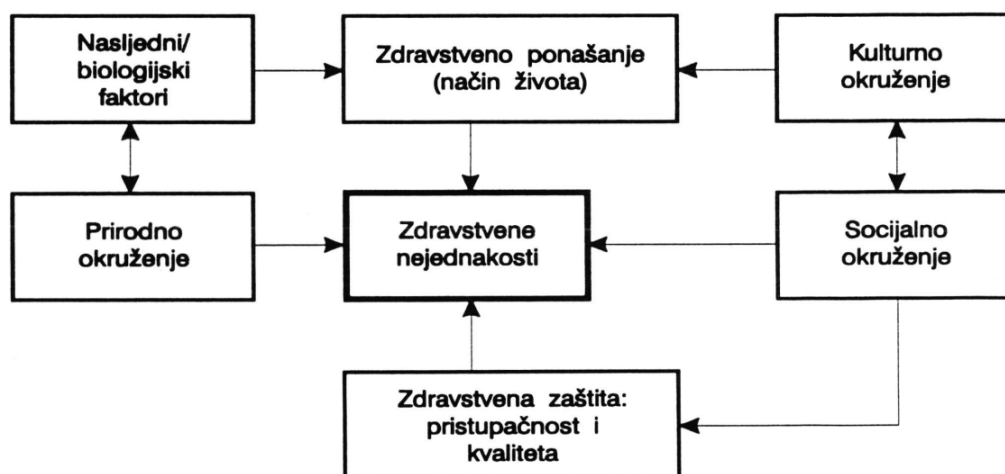 Nasljedni/
biologijski
faktori
Zdravstveno ponašanje
(način života)
Kulturno
okruženje
Prirodno
okruženje
Zdravstvene
nejednakosti
Socijalno
okruženje
Zdravstvena zaštita:
pristupačnost i
kvaliteta